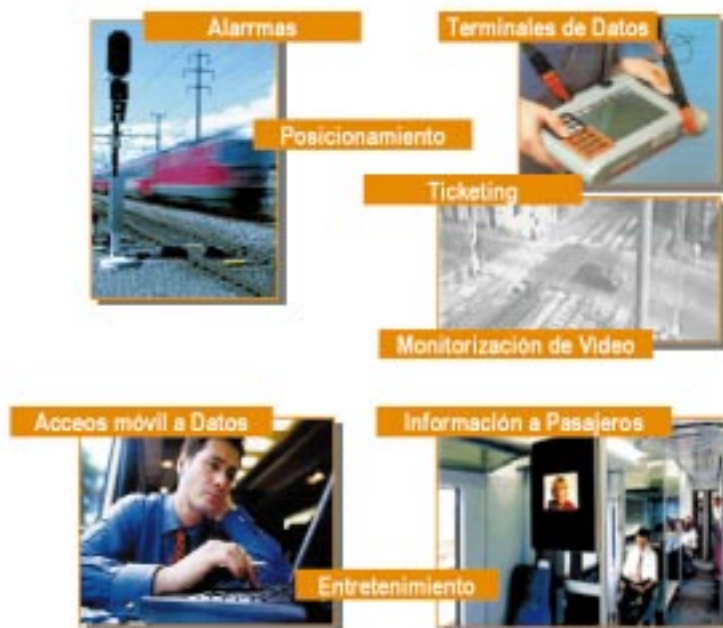 Alarrmas
Terminales de Datos
Posicionamiento
Ticketing
Monitorización de Video
Acceos móvil a Datos
Información a Pasajeros
Entretenimiento